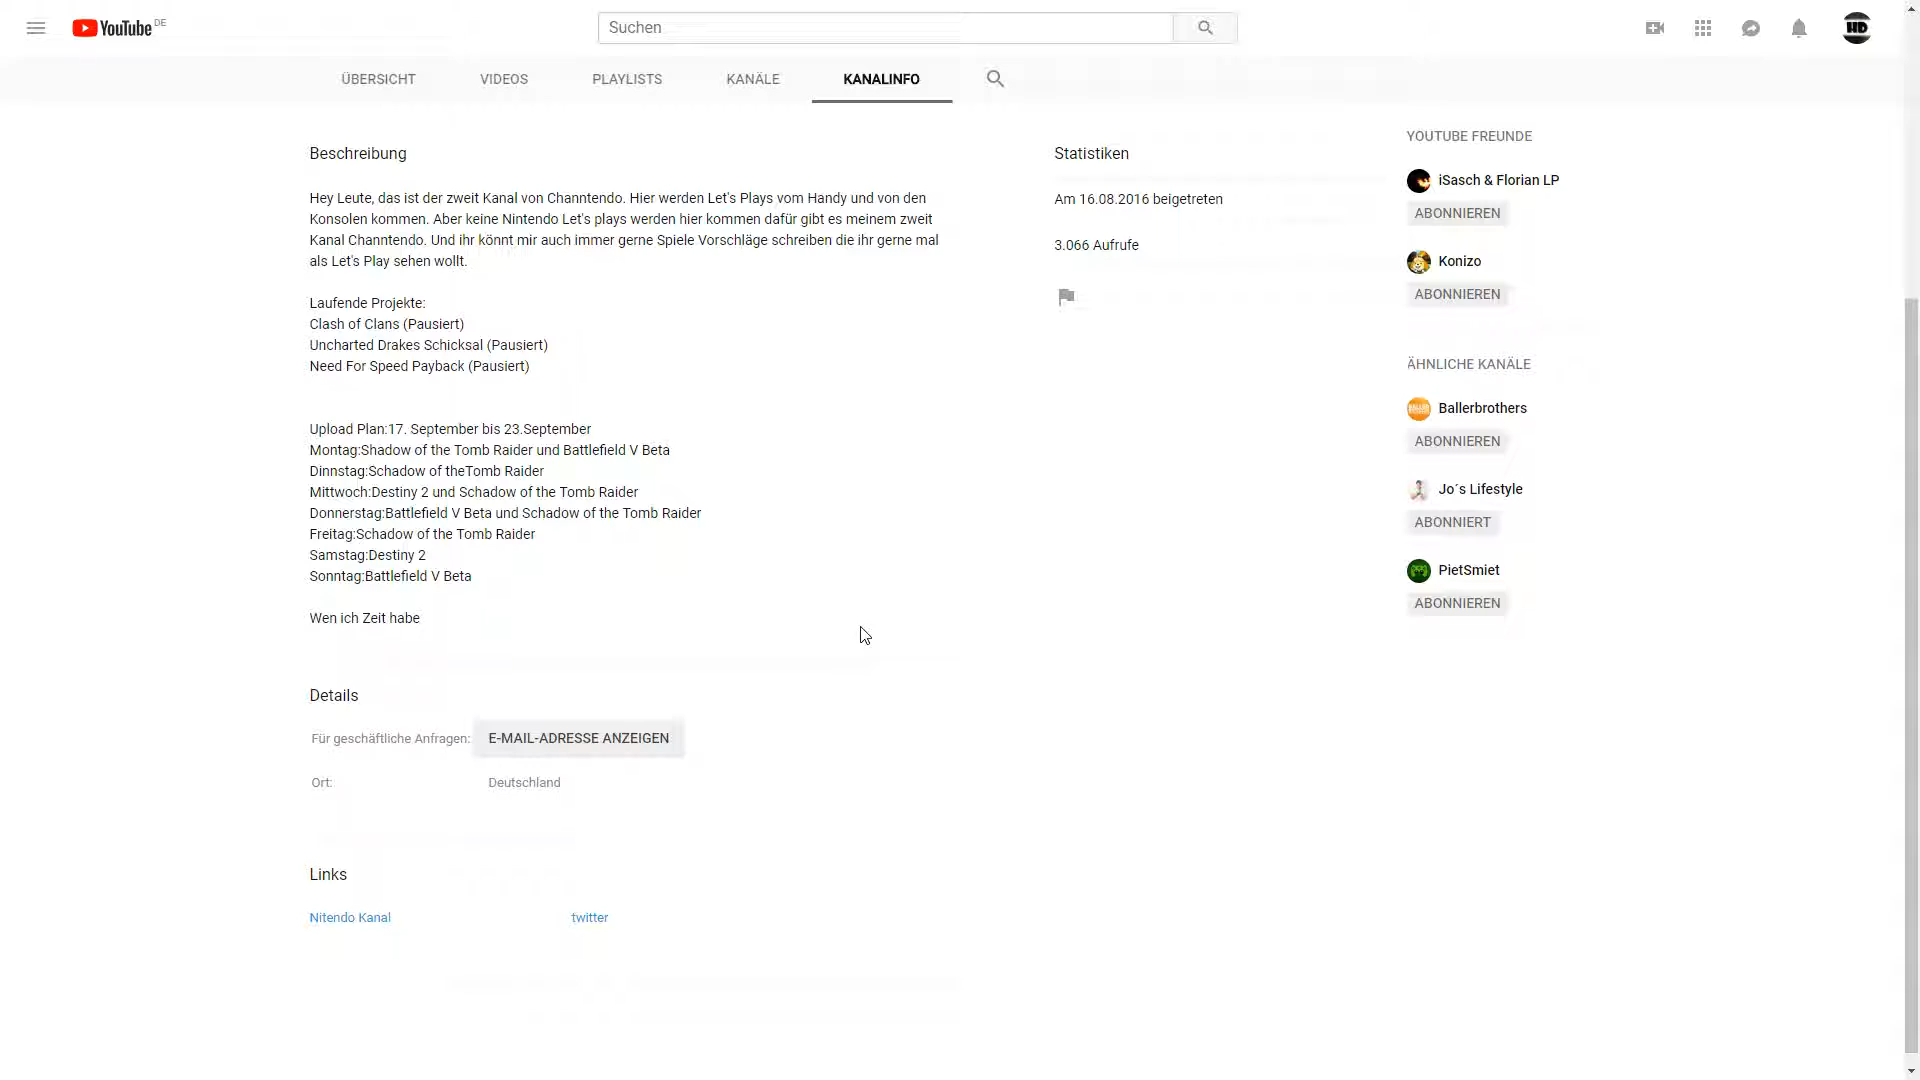 YouTube DE
Suchen
HD
ÜBERSICHT
VIDEOS
PLAYLISTS
KANÄLE
KANALINFO
Beschreibung
Hey Leute, das ist der zweit Kanal von Channtendo. Hier werden Let's Plays vom Handy und von den
Konsolen kommen. Aber keine Nintendo Let's plays werden hier kommen dafür gibt es meinem zweit
Kanal Channtendo. Und ihr könnt mir auch immer gerne Spiele Vorschläge schreiben die ihr gerne mal
als Let's Play sehen wollt.
Laufende Projekte:
Clash of Clans (Pausiert)
Uncharted Drakes Schicksal (Pausiert)
Need For Speed Payback (Pausiert)
Upload Plan:17. September bis 23.September
Montag:Shadow of the Tomb Raider und Battlefield V Beta
Dinnstag:Schadow of theTomb Raider
Mittwoch:Destiny 2 und Schadow of the Tomb Raider
Donnerstag:Battlefield V Beta und Schadow of the Tomb Raider
Freitag:Schadow of the Tomb Raider
Samstag:Destiny 2
Sonntag:Battlefield V Beta
Wen ich Zeit habe
Details
Für geschäftliche Anfragen:
E-MAIL-ADRESSE ANZEIGEN
Ort:
Deutschland
Links
Nitendo Kanal
twitter
Statistiken
Am 16.08.2016 beigetreten
3.066 Aufrufe
YOUTUBE FREUNDE
iSasch & Florian LP
ABONNIEREN
Konizo
ABONNIEREN
ÄHNLICHE KANÄLE
Ballerbrothers
ABONNIEREN
Jo´s Lifestyle
ABONNIERT
PietSmiet
ABONNIEREN